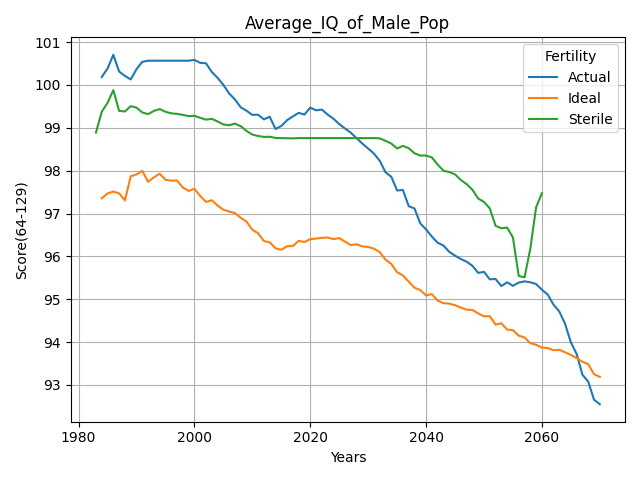 Average_IQ_of_Male_Pop
Score(64-129)
101
100
99
98
97
96
95
94
93
Fertility
Actual
Ideal
Sterile
1980
2000
2020
2040
2060
Years